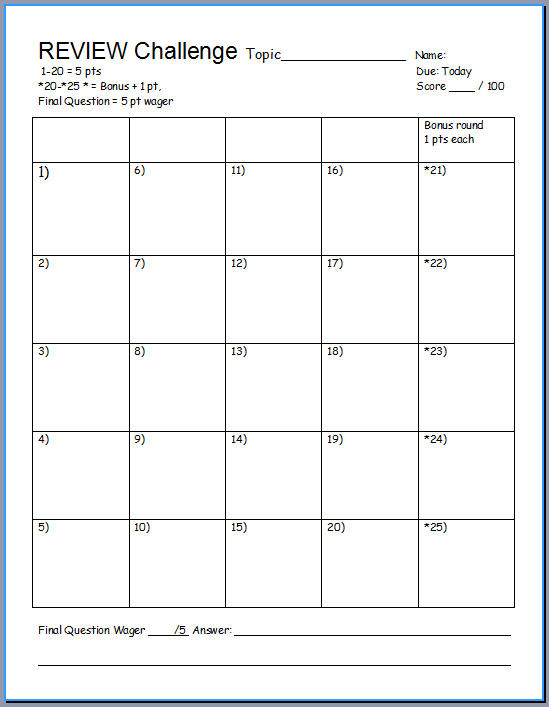 REVIEW Challenge Topic_______________ Name:
1-20 = 5 pts Due: Today
*20-*25 * = Bonus + 1 pt, Score ____ / 100
Final Question = 5 pt wager
Bonus round
1 pts each
1) 6) 11) 16) *21)
2) 7) 12) 17) *22)
3) 8) 13) 18) *23)
4) 9) 14) 19) *24)
5) 10) 15) 20) *25)
Final Question Wager ____/5 Answer:____________________